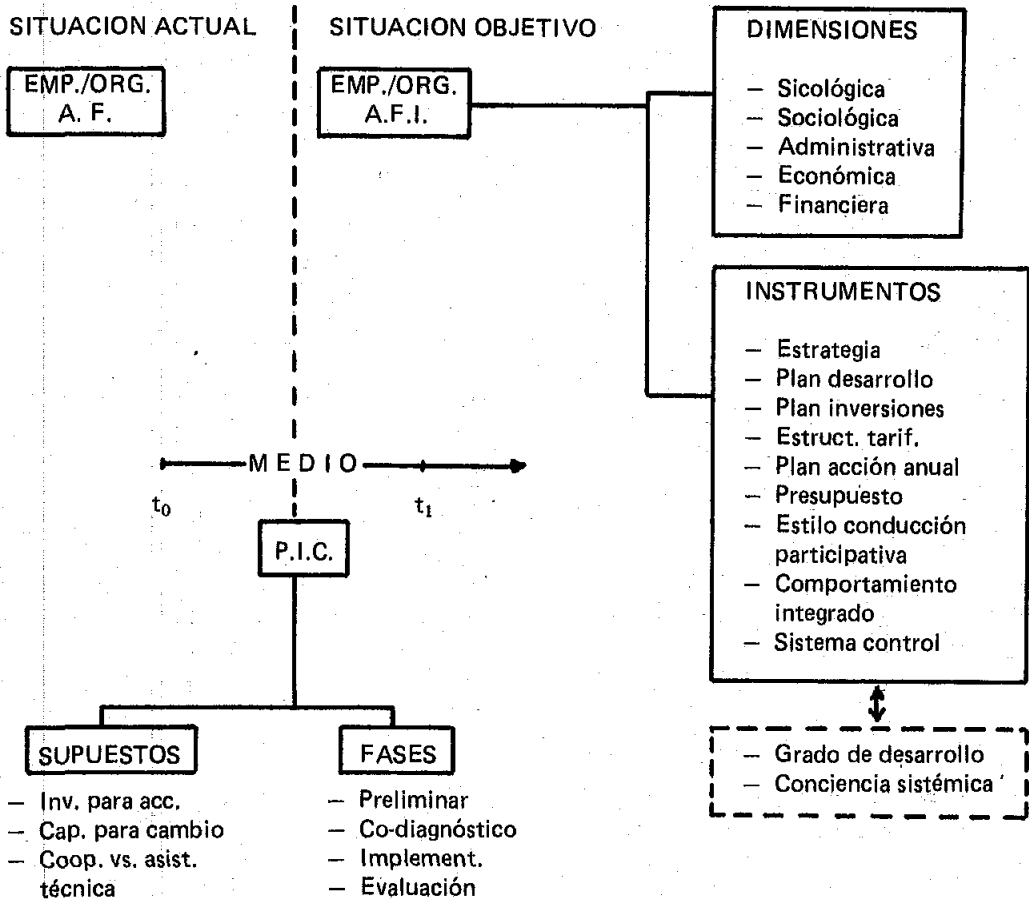 SITUACION ACTUAL
EMP./ORG.
A. F.
SITUACION OBJETIVO
EMP./ORG.
A.F.I.
DIMENSIONES
– Sicológica
– Sociológica
– Administrativa
– Económica
– Financiera
INSTRUMENTOS
– Estrategia
– Plan desarrollo
– Plan inversiones
– Estruct. tarif.
– Plan acción anual
– Presupuesto
– Estilo conducción
participativa
– Comportamiento
integrado
– Sistema control
– Grado de desarrollo
– Conciencia sistémica
MEDIO
t₀
t₁
P.I.C.
SUPUESTOS
– Inv. para acc.
– Cap. para cambio
– Coop. vs. asist.
técnica
FASES
– Preliminar
– Co-diagnóstico
– Implement.
– Evaluación